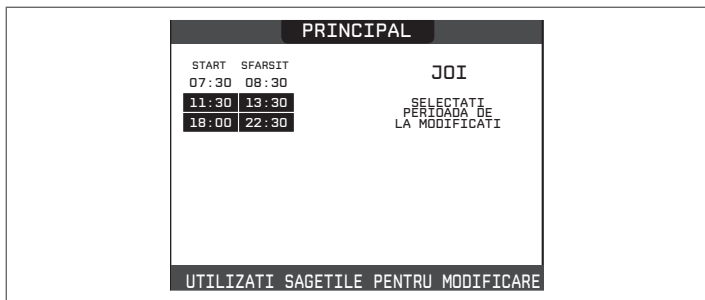 PRINCIPAL
START SFARSIT
07:30 08:30
11:30 13:30
18:00 22:30
JOI
SELECTATI
PERIOADA DE
LA MODIFICATI
UTILIZATI SAGETILE PENTRU MODIFICARE